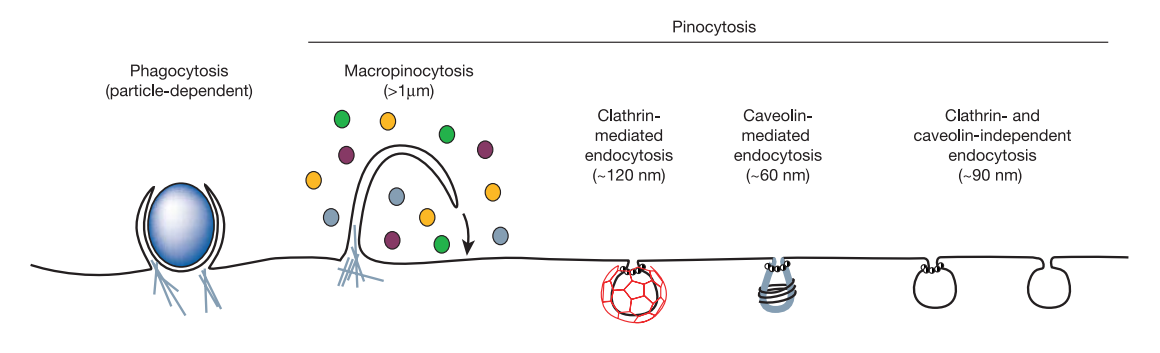 Pinocytosis
Phagocytosis
(particle-dependent)
Macropinocytosis
(>1μm)
Clathrin-
mediated
endocytosis
(~120 nm)
Caveolin-
mediated
endocytosis
(~60 nm)
Clathrin- and
caveolin-independent
endocytosis
(~90 nm)